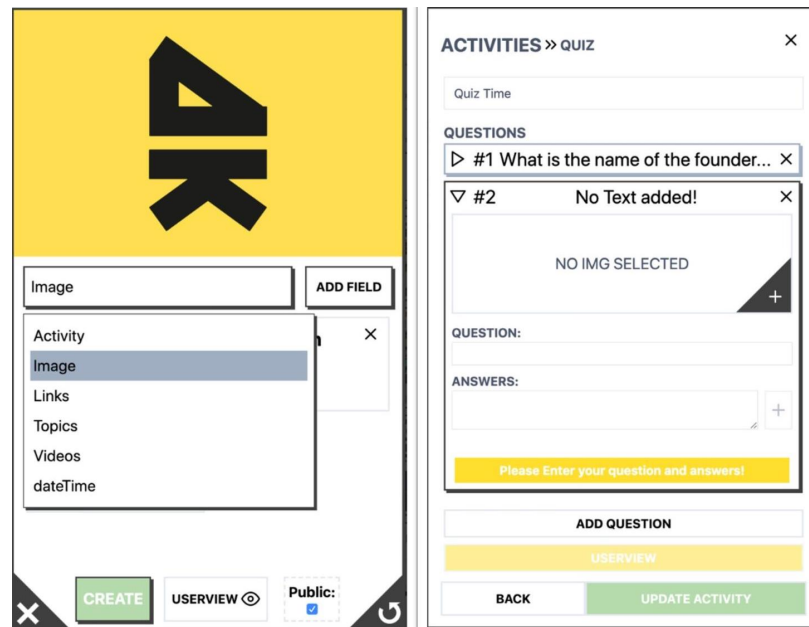 4K
Image
ADD FIELD
Activity
Image
Links
Topics
Videos
dateTime
CREATE
USERVIEW
Public:
ACTIVITIES » QUIZ
Quiz Time
QUESTIONS
#1 What is the name of the founder...
#2 No Text added!
NO IMG SELECTED
QUESTION:
ANSWERS:
Please Enter your question and answers!
ADD QUESTION
USERVIEW
BACK
UPDATE ACTIVITY